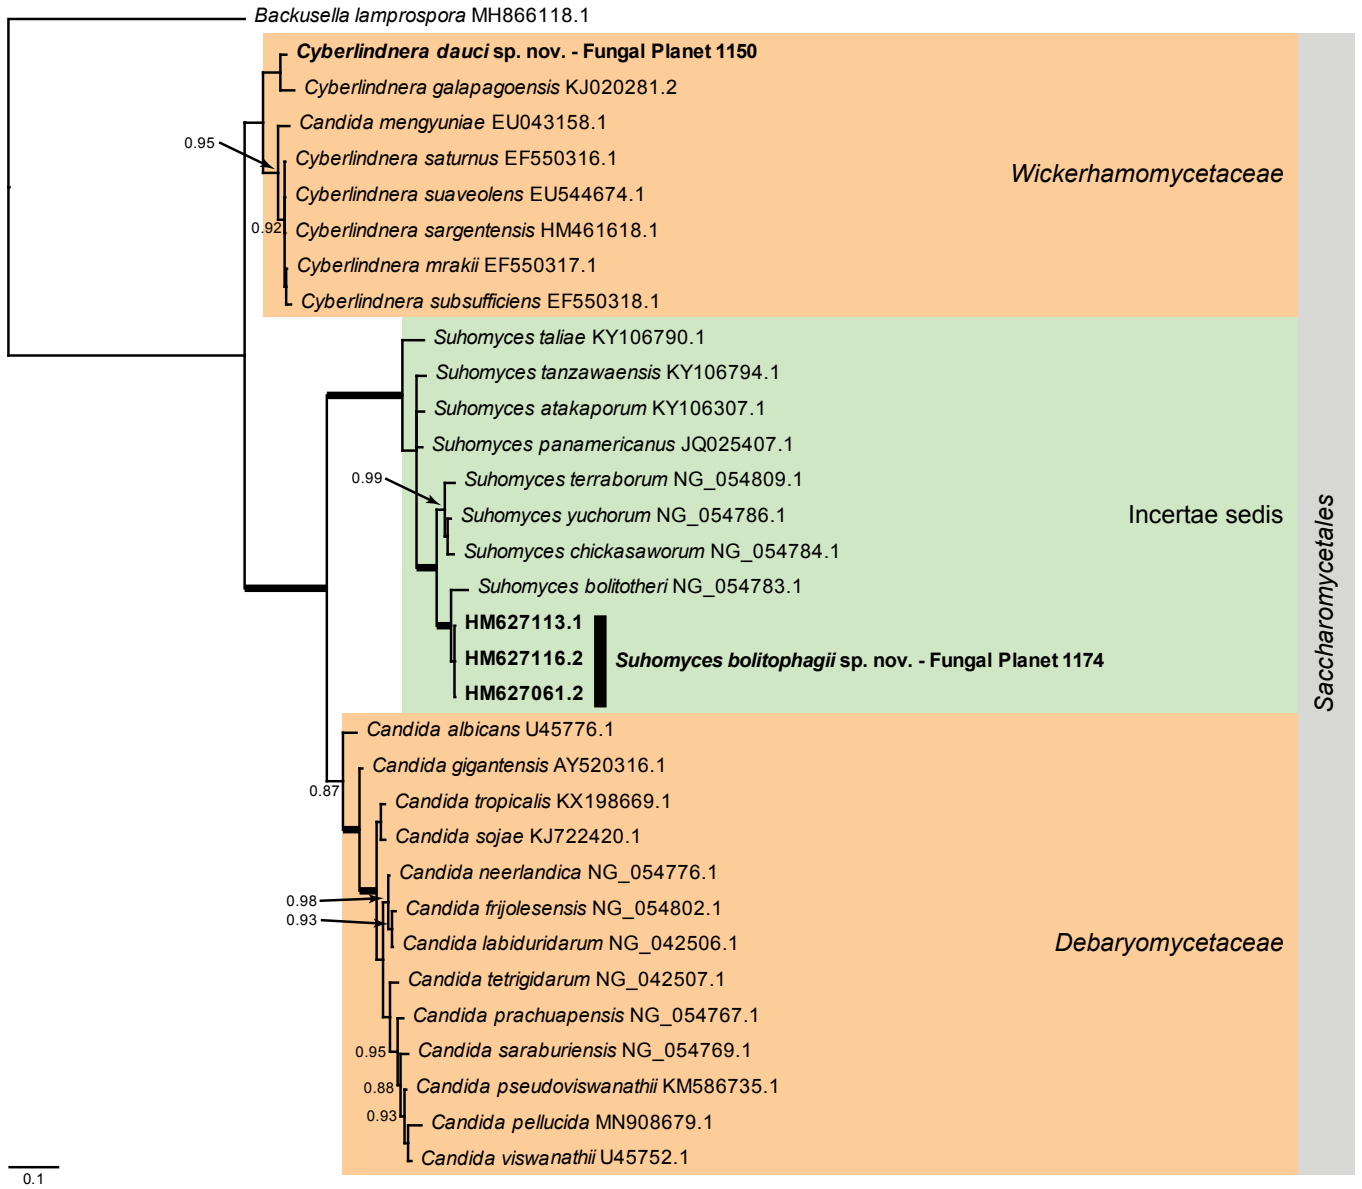 Backusella lamprospora MH866118.1
Cyberlindnera dauci sp. nov. - Fungal Planet 1150
Cyberlindnera galapagoensis KJ020281.2
Candida mengyuniae EU043158.1
0.95
Cyberlindnera saturnus EF550316.1
Wickerhamomycetaceae
Cyberlindnera suaveolens EU544674.1
0.92
Cyberlindnera sargentensis HM461618.1
Cyberlindnera mrakii EF550317.1
Cyberlindnera subsufficiens EF550318.1
Suhomyces taliae KY106790.1
Suhomyces tanzawaensis KY106794.1
Suhomyces atakaporum KY106307.1
Suhomyces panamericanus JQ025407.1
0.99
Suhomyces terraborum NG_054809.1
Suhomyces yuchorum NG_054786.1
Incertae sedis
Suhomyces chickasaworum NG_054784.1
Suhomyces bolitotheri NG_054783.1
HM627113.1
HM627116.2
HM627061.2
Suhomyces bolitophagii sp. nov. - Fungal Planet 1174
Saccharomycetales
Candida albicans U45776.1
Candida gigantensis AY520316.1
0.87
Candida tropicalis KX198669.1
Candida sojae KJ722420.1
Candida neerlandica NG_054776.1
0.98
Candida frijolesensis NG_054802.1
0.93
Candida labiduridarum NG_042506.1
Debaryomycetaceae
Candida tetrigidarum NG_042507.1
Candida prachuapensis NG_054767.1
0.95
Candida saraburiensis NG_054769.1
0.88
Candida pseudoviswanathii KM586735.1
0.93
Candida pellucida MN908679.1
Candida viswanathii U45752.1
0.1